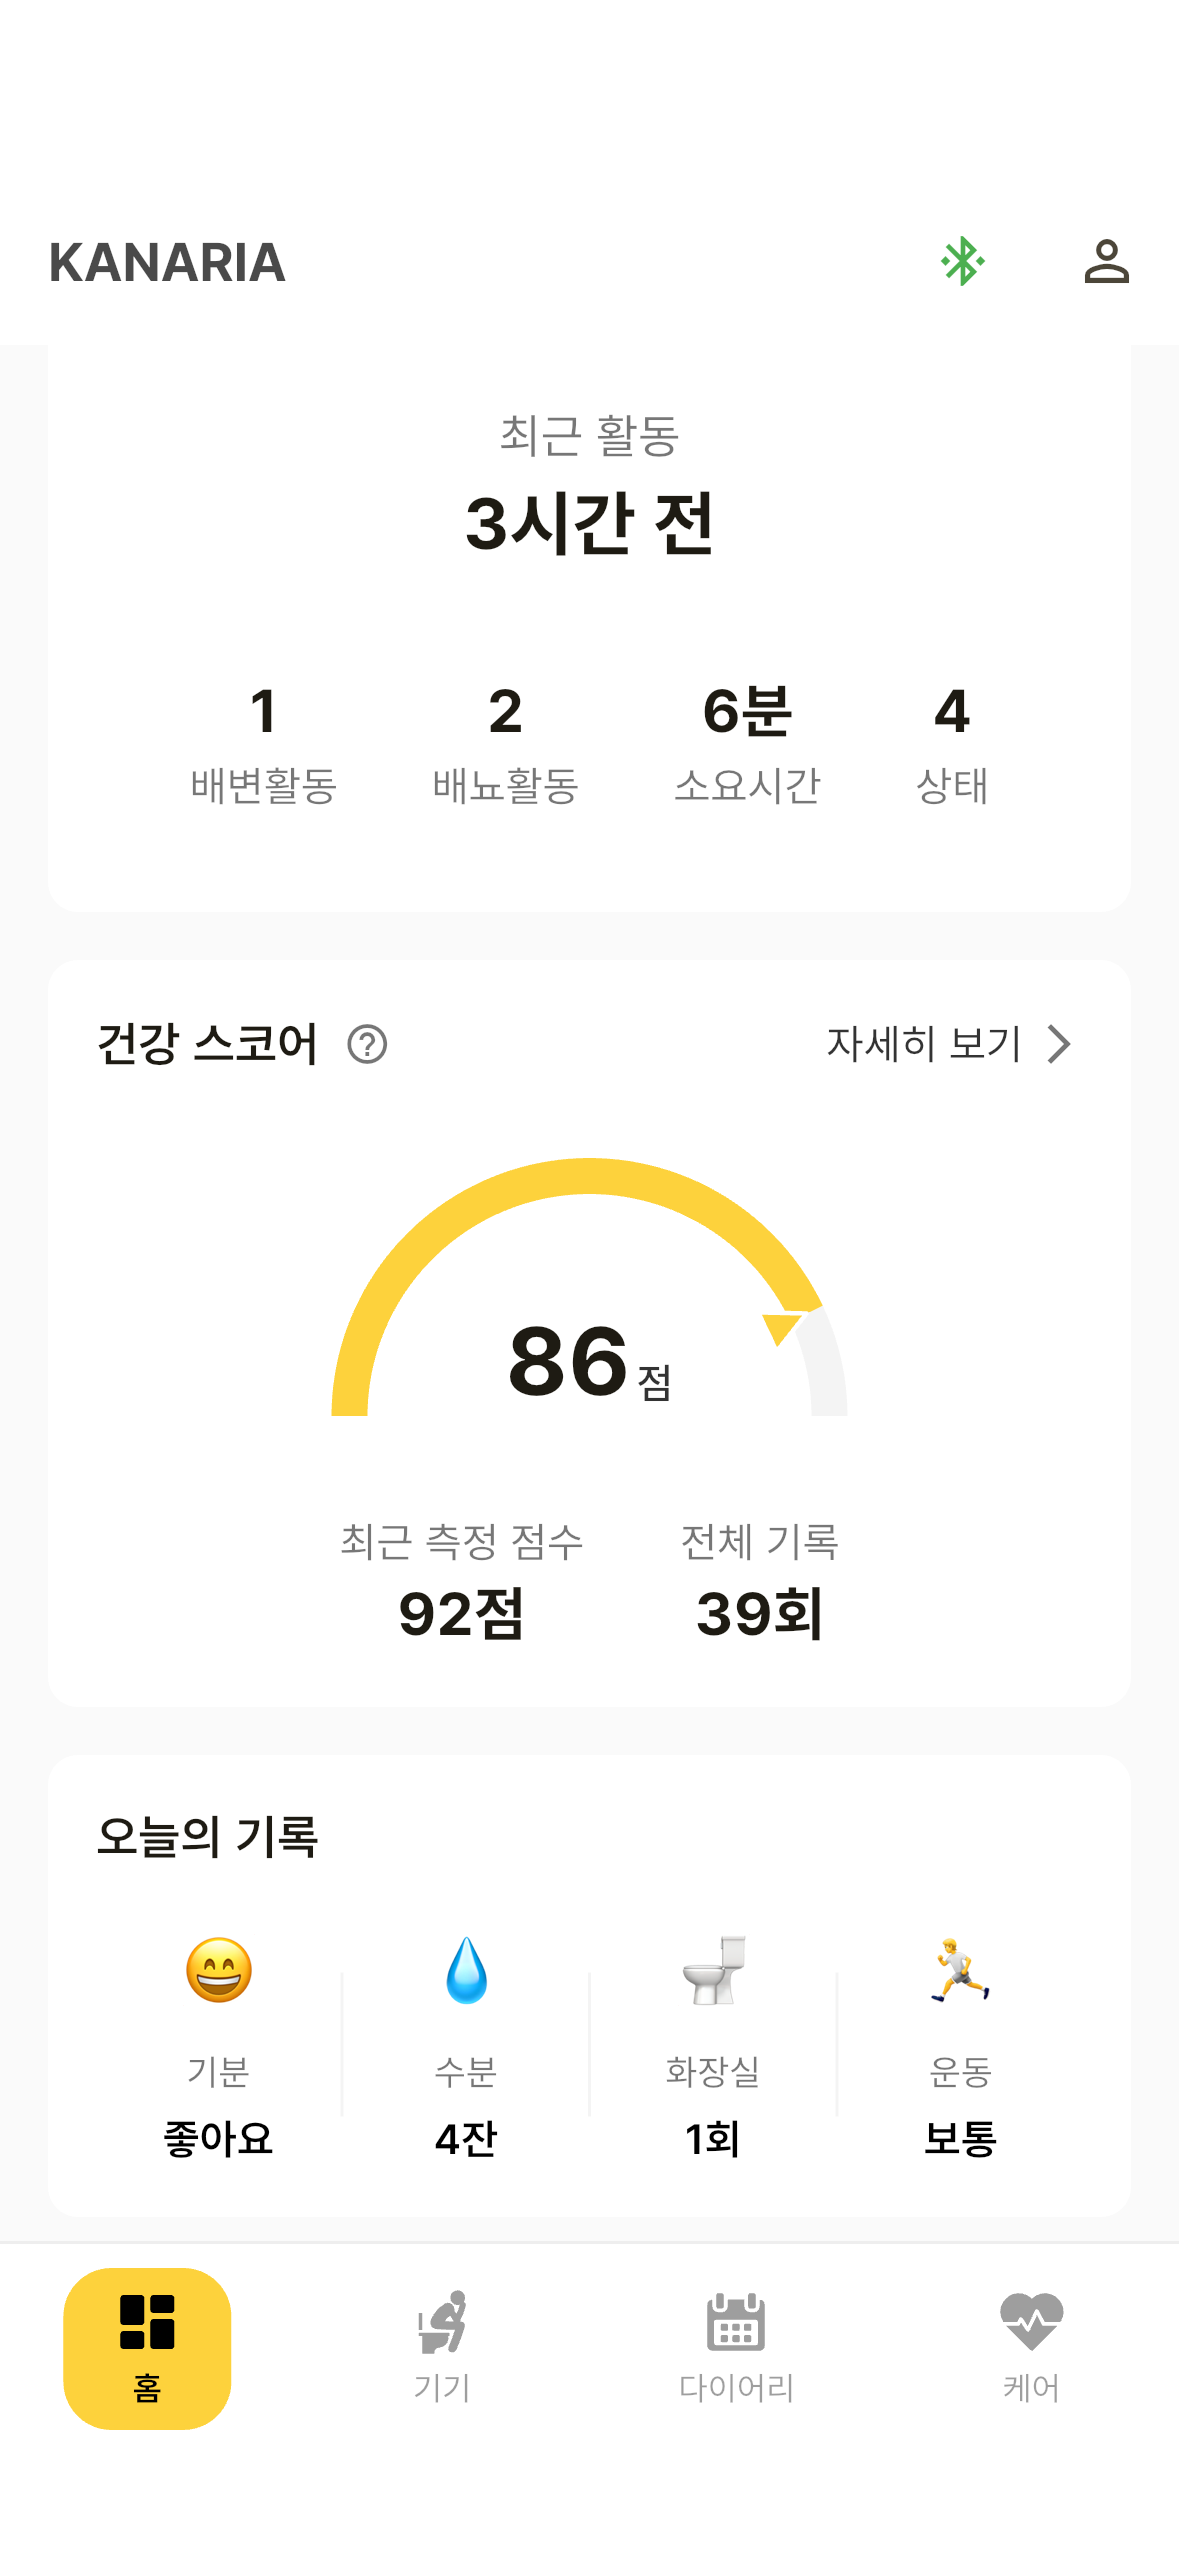 KANARIA
최근 활동
3시간 전
1 2 6분 4
배변활동 배뇨활동 소요시간 상태
건강 스코어 ? 자세히 보기
86점
최근 측정 점수 전체 기록
92점 39회
오늘의 기록
기분 수분 화장실 운동
좋아요 4잔 1회 보통
홈 기기 다이어리 케어